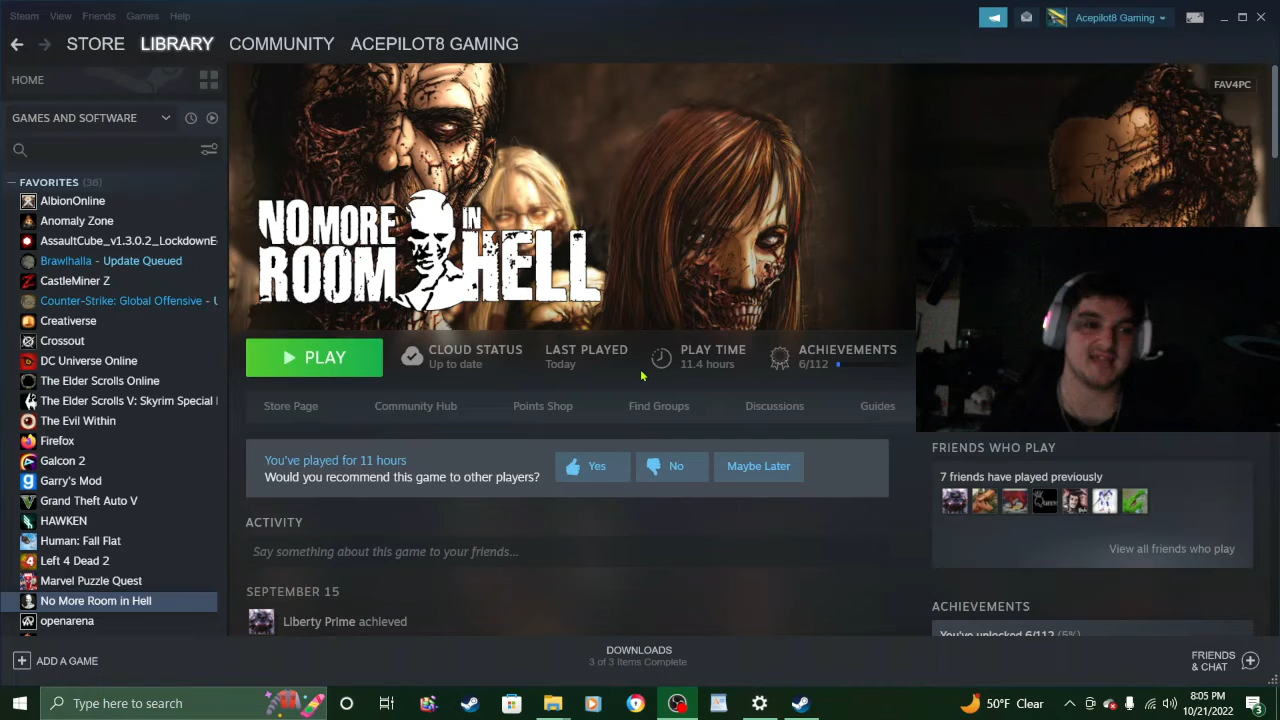 Steam View Friends Games Help
Acepilot8 Gaming
STORE LIBRARY COMMUNITY ACEPILOT8 GAMING
HOME
FAV4PC
GAMES AND SOFTWARE
FAVORITES (36)
AlbionOnline
Anomaly Zone
AssaultCube_v1.3.0.2_LockdownE
Brawlhalla - Update Queued
CastleMiner Z
Counter-Strike: Global Offensive - U
Creativerse
Crossout
DC Universe Online
The Elder Scrolls Online
The Elder Scrolls V: Skyrim Special
The Evil Within
Firefox
Galcon 2
Garry's Mod
Grand Theft Auto V
HAWKEN
Human: Fall Flat
Left 4 Dead 2
Marvel Puzzle Quest
No More Room in Hell
openarena
NO MORE ROOM IN HELL
PLAY
CLOUD STATUS
Up to date
LAST PLAYED
Today
PLAY TIME
11.4 hours
ACHIEVEMENTS
6/112
Store Page Community Hub Points Shop Find Groups Discussions Guides
You've played for 11 hours
Would you recommend this game to other players?
Yes No Maybe Later
ACTIVITY
Say something about this game to your friends...
SEPTEMBER 15
Liberty Prime achieved
FRIENDS WHO PLAY
7 friends have played previously
View all friends who play
ACHIEVEMENTS
You've unlocked 6/112 (5%)
ADD A GAME
DOWNLOADS
3 of 3 Items Complete
FRIENDS
& CHAT
Type here to search
50°F Clear
8:05 PM
10/21/2022
3